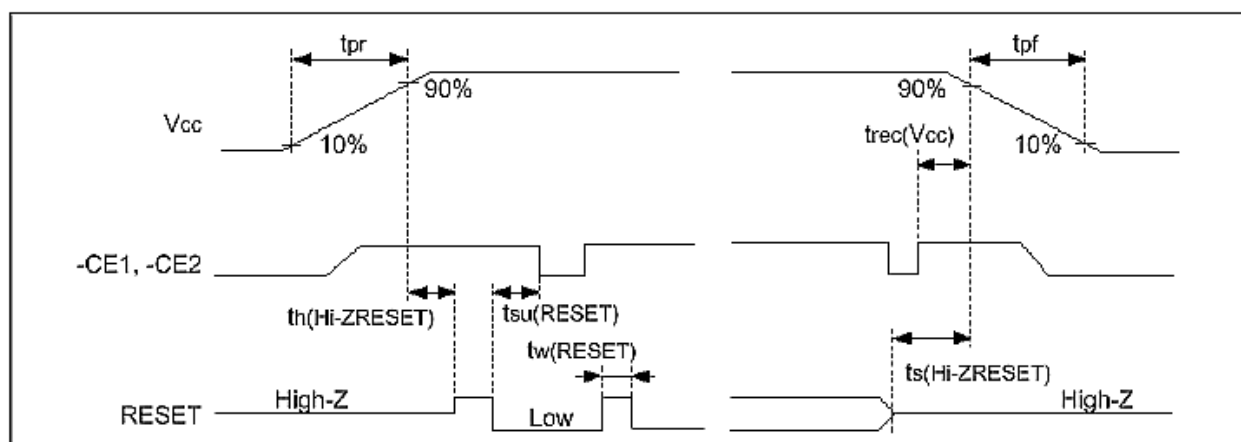 tpr
tpf
90%
90%
Vcc
10%
trec(Vcc)
10%
-CE1, -CE2
th(Hi-ZRESET)
tsu(RESET)
tw(RESET)
ts(Hi-ZRESET)
RESET
High-Z
Low
High-Z